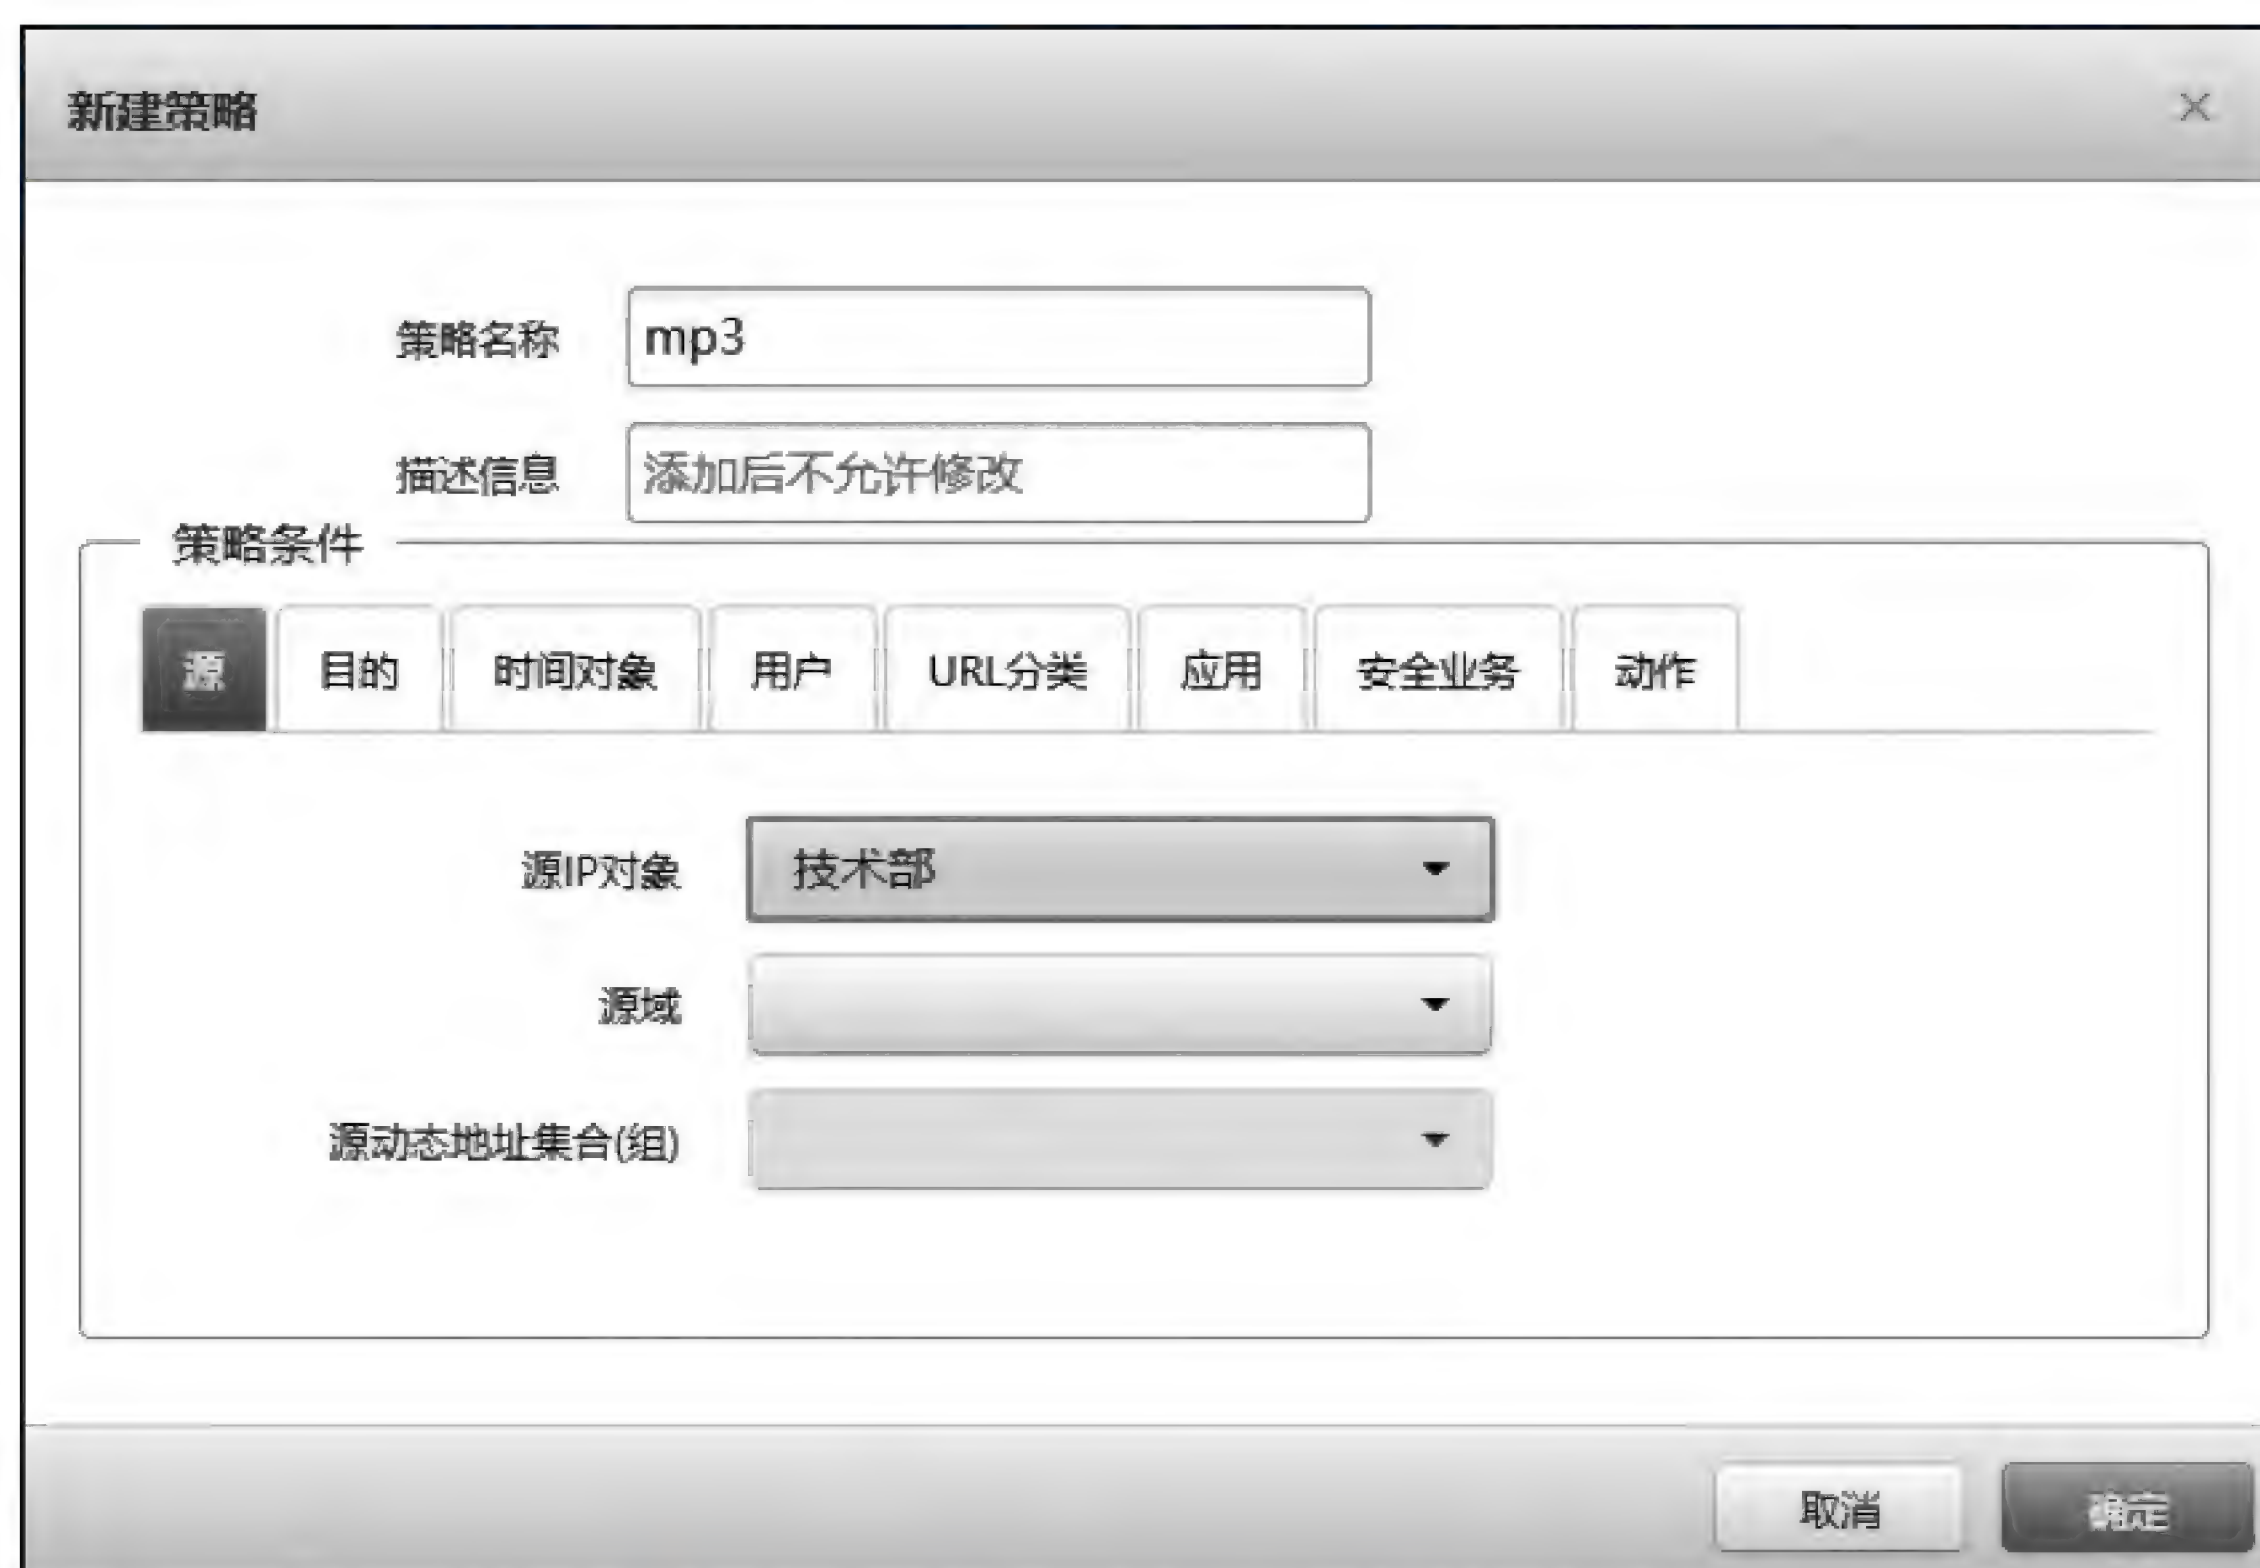 新建策略
策略名称 mp3
描述信息 添加后不允许修改
策略条件
源 目的 时间对象 用户 URL分类 应用 安全业务 动作
源IP对象 技术部
源域
源动态地址集合(组)
取消 确定